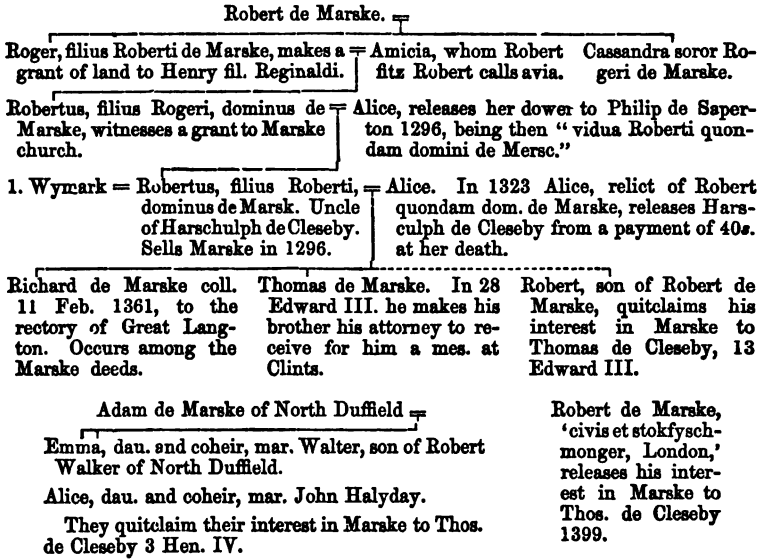 Robert de Marske. =
Roger, filius Roberti de Marske, makes a grant of land to Henry fil. Reginaldi.
= Amicia, whom Robert fitz Robert calls avia.
Cassandra soror Rogeri de Marske.
Robertus, filius Rogeri, dominus de Marske, witnesses a grant to Marske church.
= Alice, releases her dower to Philip de Saperton 1296, being then "vidua Roberti quondam domini de Mersc."
1. Wymark =
Robertus, filius Roberti, dominus de Marsk. Uncle of Harschulph de Cleseby. Sells Marske in 1296.
= Alice. In 1323 Alice, relict of Robert quondam dom. de Marske, releases Harsculph de Cleseby from a payment of 40s. at her death.
Richard de Marske coll.
11 Feb. 1361, to the
rectory of Great Lang-
ton. Occurs among the
Marske deeds.
Thomas de Marske. In 28
Edward III. he makes his
brother his attorney to re-
ceive for him a mes. at
Clints.
Robert, son of Robert de
Marske, quitclaims his
interest in Marske to
Thomas de Cleseby, 13
Edward III.
Adam de Marske of North Duffield =
Emma, dau. and coheir, mar. Walter, son of Robert
Walker of North Duffield.
Alice, dau. and coheir, mar. John Halyday.
They quitclaim their interest in Marske to Thos.
de Cleseby 3 Hen. IV.
Robert de Marske,
'civis et stokfysch-
monger, London,'
releases his inter-
est in Marske to
Thos. de Cleseby
1399.